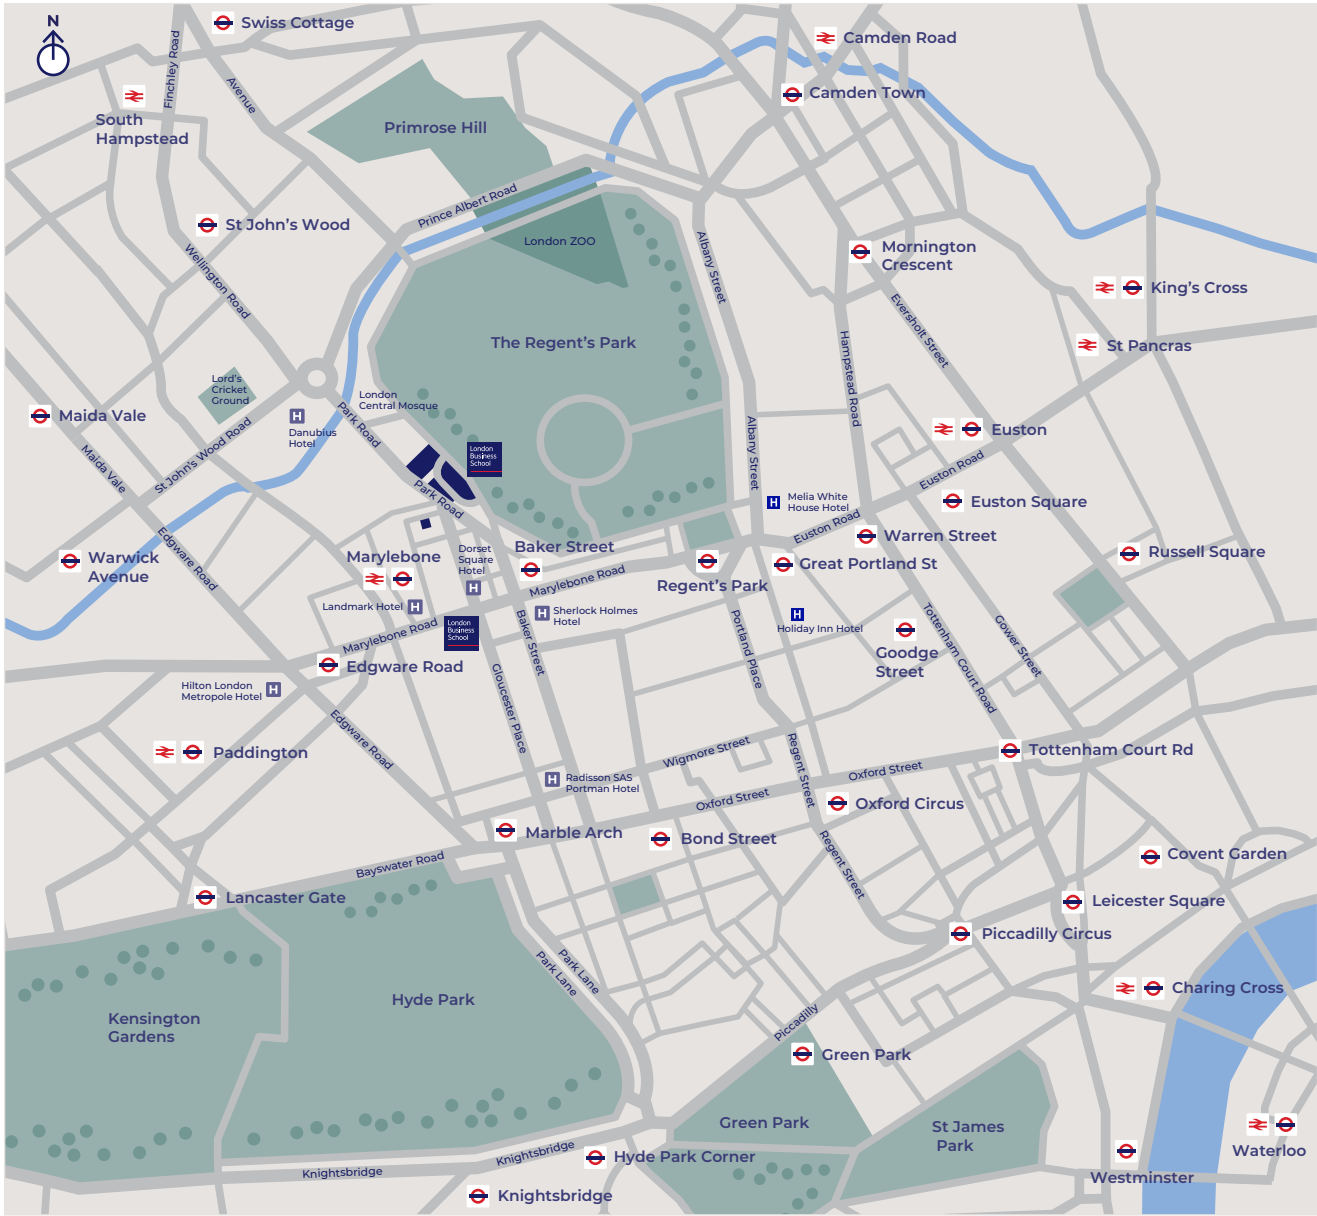 N
Swiss Cottage
Camden Road
Finchley Road
Avenue
Camden Town
South
Hampstead
Primrose Hill
Prince Albert Road
St John's Wood
London ZOO
Wellington Road
Albany Street
Mornington
Crescent
King's Cross
Eversholt Street
The Regent's Park
St Pancras
Hampstead Road
Lord's
Cricket
Ground
London
Central Mosque
Maida Vale
H
Danubius
Hotel
Park Road
St John's Wood Road
Maida Vale
Albany Street
Euston
London
Business
School
Euston Road
Park Road
H
Melia White
House Hotel
Euston Square
Euston Road
Edgware Road
Warren Street
Warwick
Avenue
Marylebone
Dorset
Square
Hotel
H
Baker Street
Russell Square
Great Portland St
Marylebone Road
Regent's Park
Landmark Hotel
H
H
Sherlock Holmes
Hotel
H
Holiday Inn Hotel
London
Business
School
Marylebone Road
Baker Street
Portland Place
Tottenham Court Road
Gower Street
Goodge
Street
Edgware Road
Hilton London
Metropole Hotel
H
Gloucester Place
Edgware Road
Paddington
Wigmore Street
Regent Street
Tottenham Court Rd
Oxford Street
H
Radisson SAS
Portman Hotel
Oxford Street
Oxford Circus
Marble Arch
Bond Street
Regent Street
Covent Garden
Bayswater Road
Lancaster Gate
Leicester Square
Piccadilly Circus
Park Lane
Park Lane
Charing Cross
Hyde Park
Kensington
Gardens
Piccadilly
Green Park
Green Park
St James
Park
Waterloo
Knightsbridge
Hyde Park Corner
Knightsbridge
Westminster
Knightsbridge